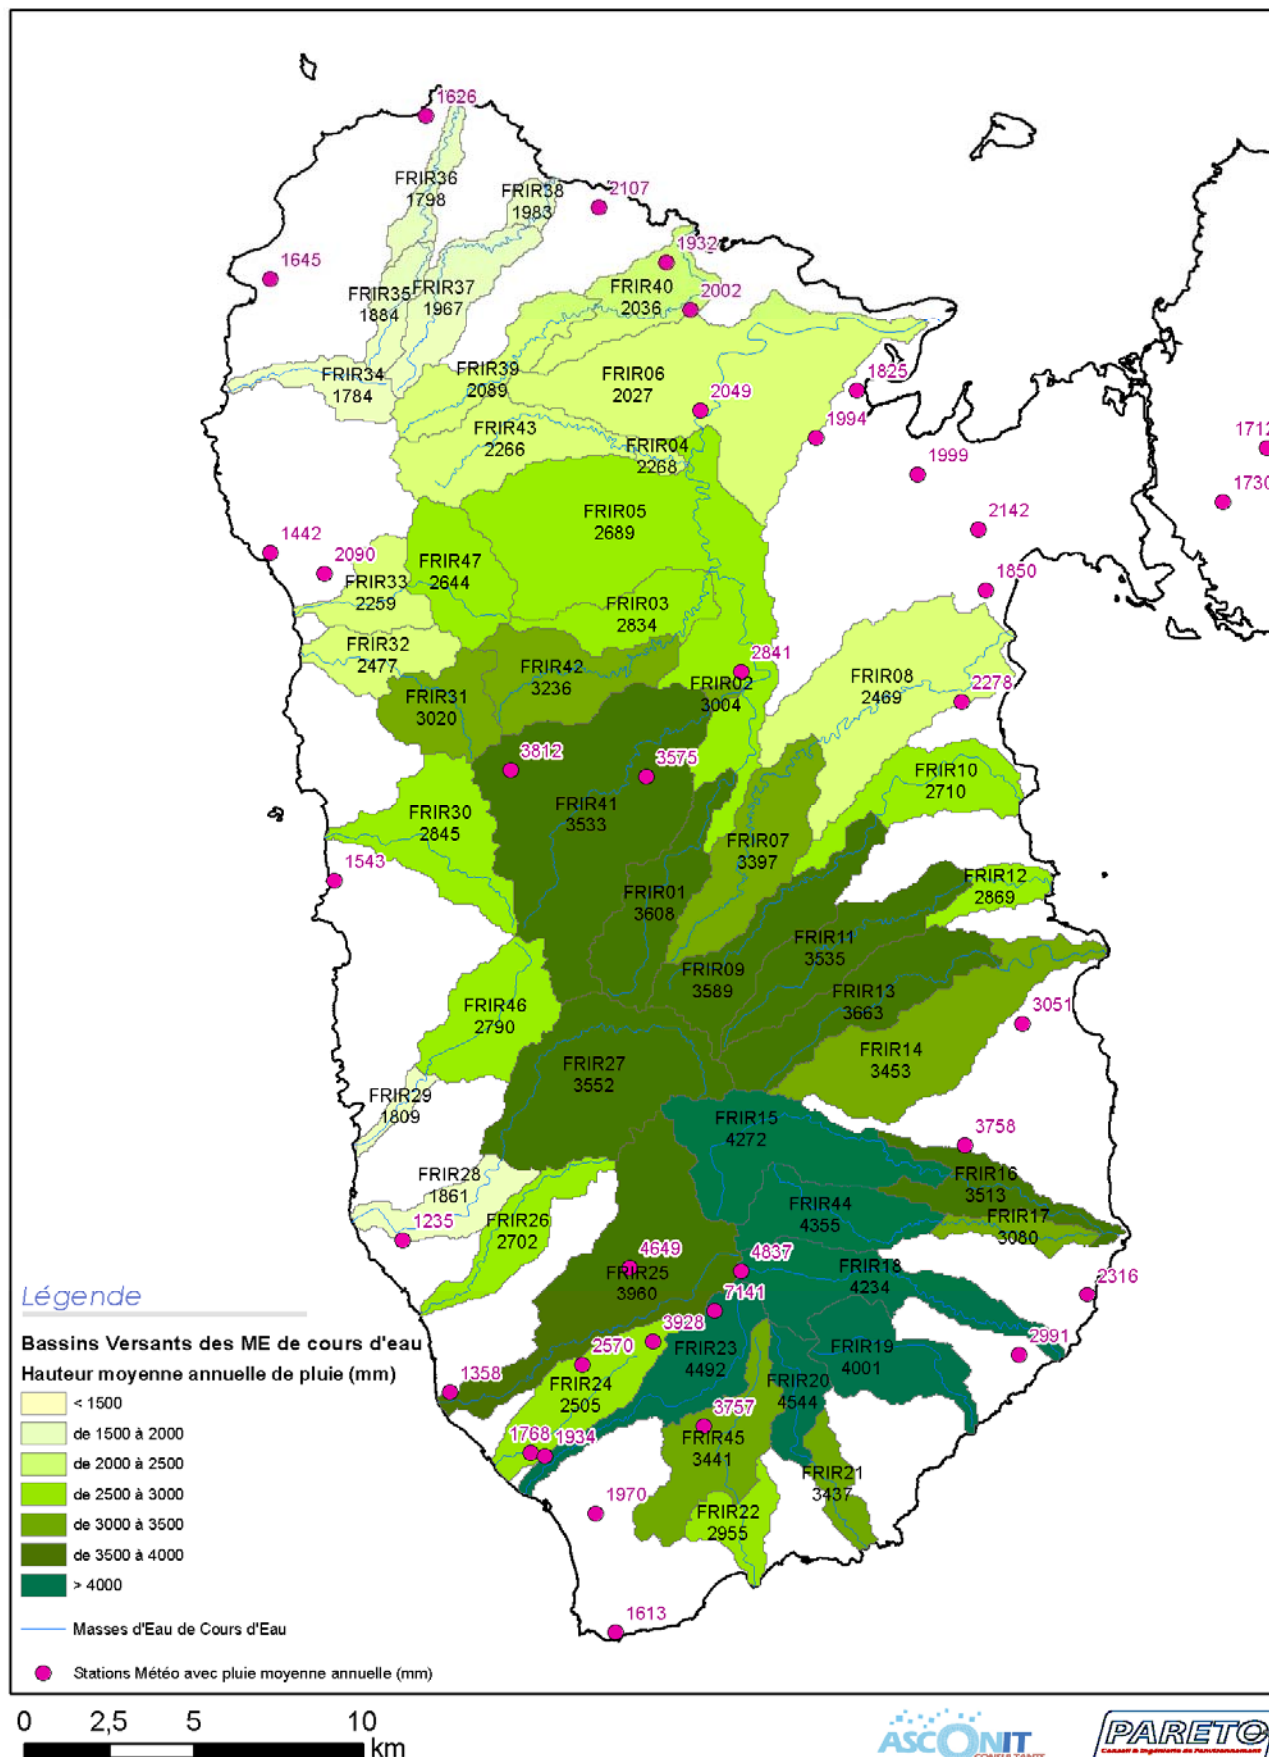 1626
FRIR36
1798
FRIR38
1983
2107
1932
1645
FRIR35
1884
FRIR37
1967
FRIR40
2036
2002
FRIR34
1784
FRIR39
2089
FRIR06
2027
1825
2049
1994
FRIR43
2266
FRIR04
2268
1999
1712
1730
FRIR05
2689
2142
1442
2090
FRIR47
2644
1850
FRIR33
2259
FRIR03
2834
FRIR32
2477
FRIR42
3236
2841
FRIR31
3020
FRIR02
3004
FRIR08
2469
2278
3812
3575
FRIR41
3533
FRIR10
2710
FRIR30
2845
FRIR07
3397
1543
FRIR01
3608
FRIR12
2869
FRIR11
3535
FRIR09
3589
FRIR13
3663
FRIR46
2790
3051
FRIR14
3453
FRIR27
3552
FRIR29
1809
FRIR15
4272
3758
FRIR28
1861
FRIR16
3513
FRIR44
4355
FRIR17
3080
1235
FRIR26
2702
4649
4837
FRIR25
3960
FRIR18
4234
2316
7141
3928
2991
FRIR23
4492
FRIR19
4001
2570
FRIR24
2505
1358
FRIR20
4544
3757
1768
1934
FRIR45
3441
FRIR21
3437
1970
FRIR22
2955
1613
Légende
Bassins Versants des ME de cours d'eau
Hauteur moyenne annuelle de pluie (mm)
< 1500
de 1500 à 2000
de 2000 à 2500
de 2500 à 3000
de 3000 à 3500
de 3500 à 4000
> 4000
Masses d'Eau de Cours d'Eau
Stations Météo avec pluie moyenne annuelle (mm)
0 2,5 5 10
km
ASCONIT
CONSULTANTS
PARETO
Conseil & Ingénierie de l'environnement